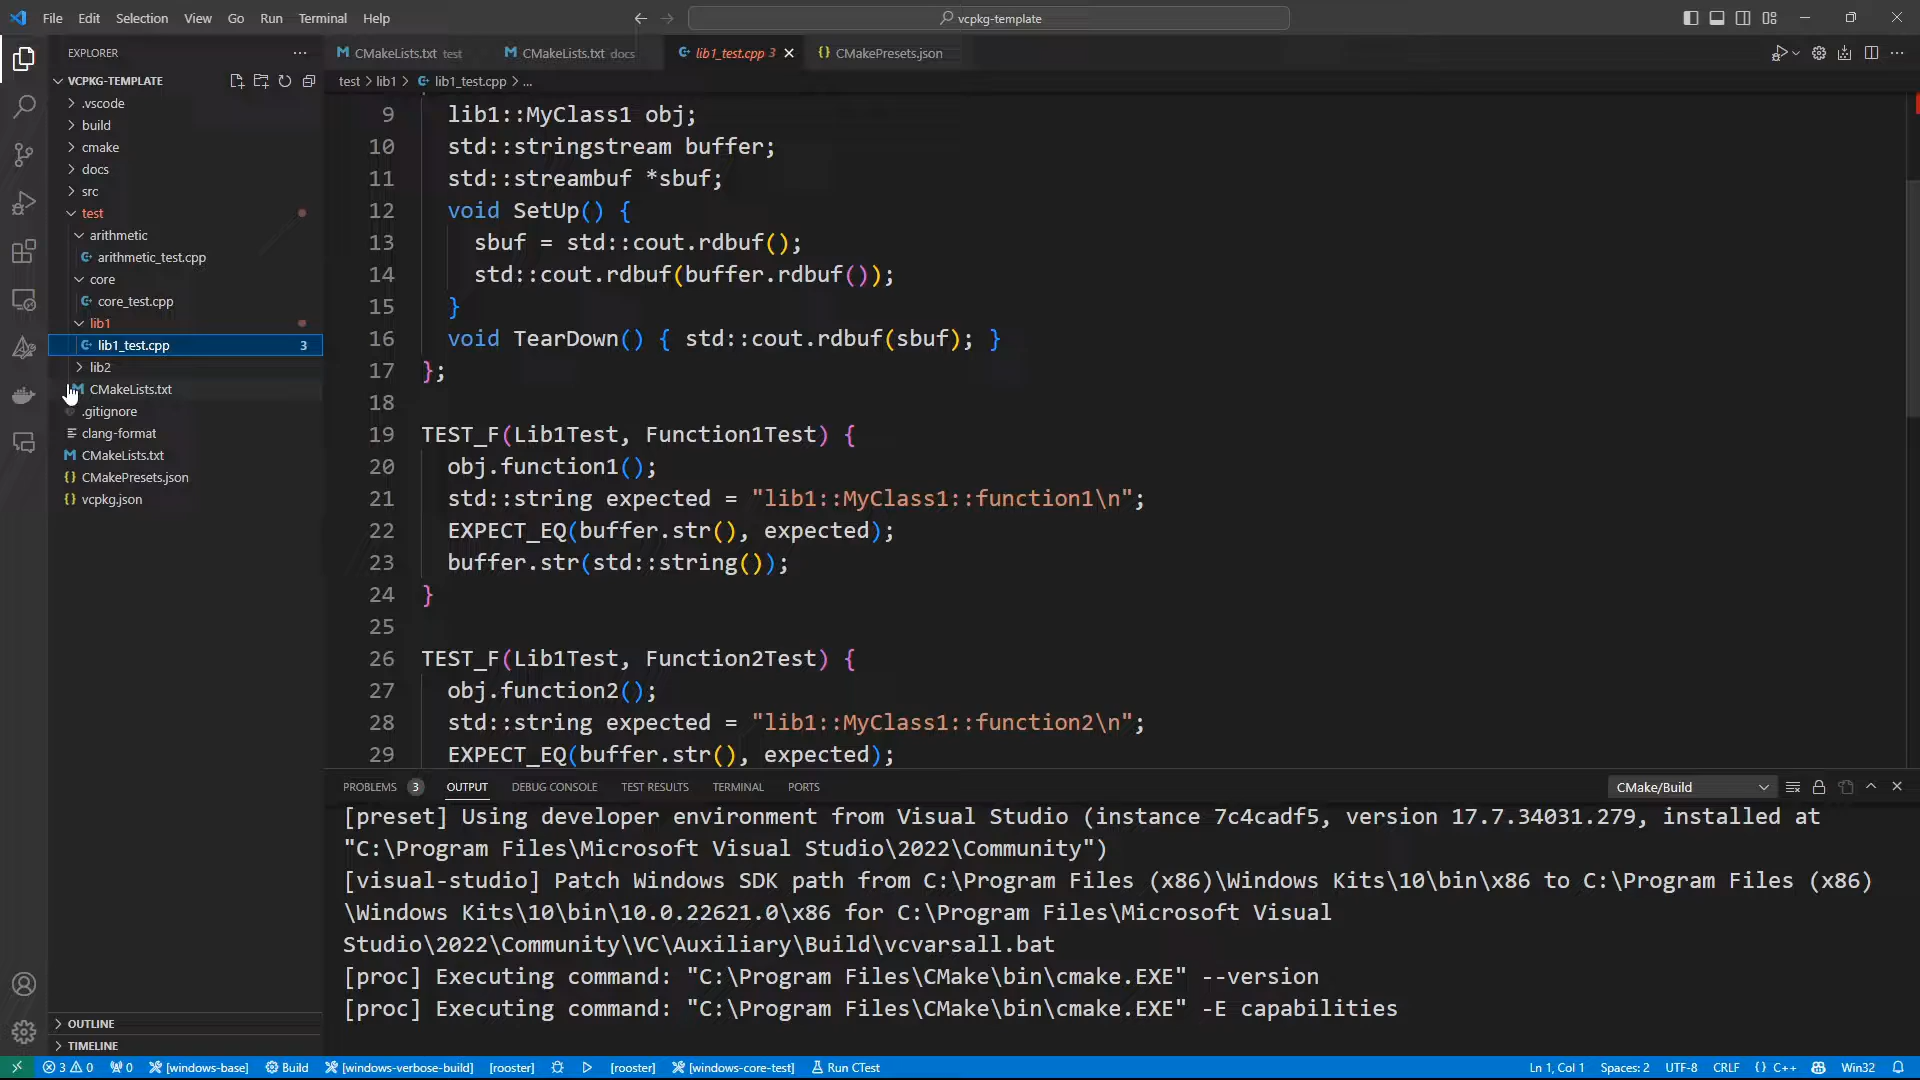 File Edit Selection View Go Run Terminal Help
vcpkg-template
EXPLORER
VCPKG-TEMPLATE
.vscode
build
cmake
docs
src
test
arithmetic
arithmetic_test.cpp
core
core_test.cpp
lib1
lib1_test.cpp 3
lib2
CMakeLists.txt
.gitignore
clang-format
CMakeLists.txt
CMakePresets.json
vcpkg.json
OUTLINE
TIMELINE
CMakeLists.txt test CMakeLists.txt docs lib1_test.cpp 3 CMakePresets.json
test > lib1 > lib1_test.cpp > ...
9 lib1::MyClass1 obj;
10 std::stringstream buffer;
11 std::streambuf *sbuf;
12 void SetUp() {
13 sbuf = std::cout.rdbuf();
14 std::cout.rdbuf(buffer.rdbuf());
15 }
16 void TearDown() { std::cout.rdbuf(sbuf); }
17 };
18
19 TEST_F(Lib1Test, Function1Test) {
20 obj.function1();
21 std::string expected = "lib1::MyClass1::function1\n";
22 EXPECT_EQ(buffer.str(), expected);
23 buffer.str(std::string());
24 }
25
26 TEST_F(Lib1Test, Function2Test) {
27 obj.function2();
28 std::string expected = "lib1::MyClass1::function2\n";
29 EXPECT_EQ(buffer.str(), expected);
PROBLEMS 3 OUTPUT DEBUG CONSOLE TEST RESULTS TERMINAL PORTS CMake/Build
[preset] Using developer environment from Visual Studio (instance 7c4cadf5, version 17.7.34031.279, installed at
"C:\Program Files\Microsoft Visual Studio\2022\Community")
[visual-studio] Patch Windows SDK path from C:\Program Files (x86)\Windows Kits\10\bin\x86 to C:\Program Files (x86)
\Windows Kits\10\bin\10.0.22621.0\x86 for C:\Program Files\Microsoft Visual
Studio\2022\Community\VC\Auxiliary\Build\vcvarsall.bat
[proc] Executing command: "C:\Program Files\CMake\bin\cmake.EXE" --version
[proc] Executing command: "C:\Program Files\CMake\bin\cmake.EXE" -E capabilities
3 0 0 [windows-base] Build [windows-verbose-build] [rooster] [rooster] [windows-core-test] Run CTest Ln 1, Col 1 Spaces: 2 UTF-8 CRLF {} C++ Win32